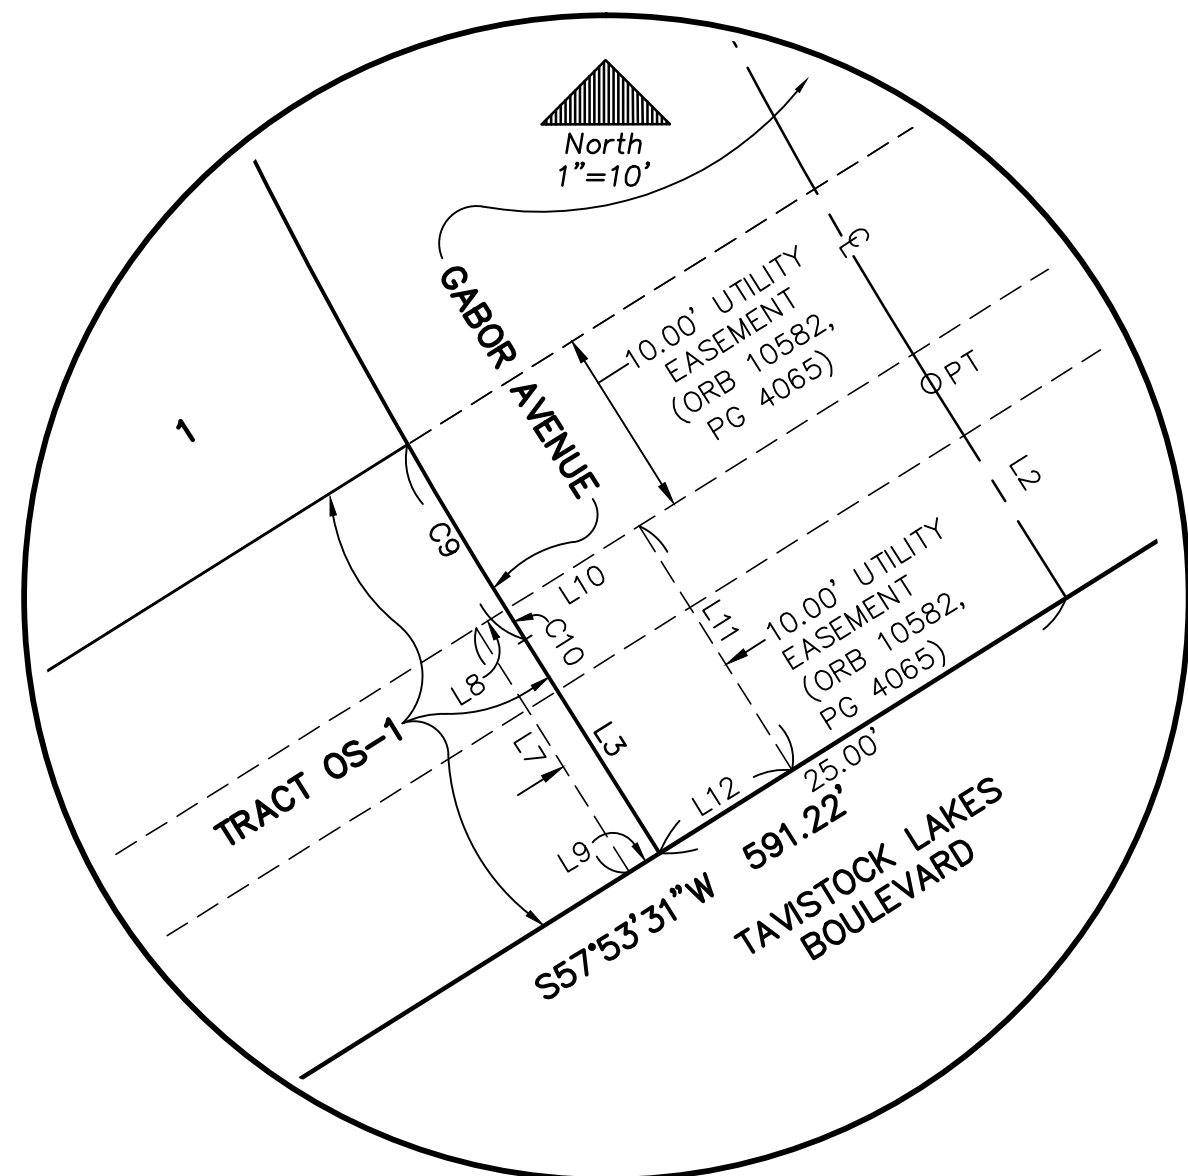 North
1"=10'
GABOR AVENUE
1
10.00' UTILITY
EASEMENT
(ORB 10582,
PG 4065)
CL
PT
L2
C9
L10
C10
L11
10.00' UTILITY
EASEMENT
(ORB 10582,
PG 4065)
L8
L7
L3
TRACT OS-1
L9
L12
25.00'
S57°53'31"W 591.22'
TAVISTOCK LAKES
BOULEVARD